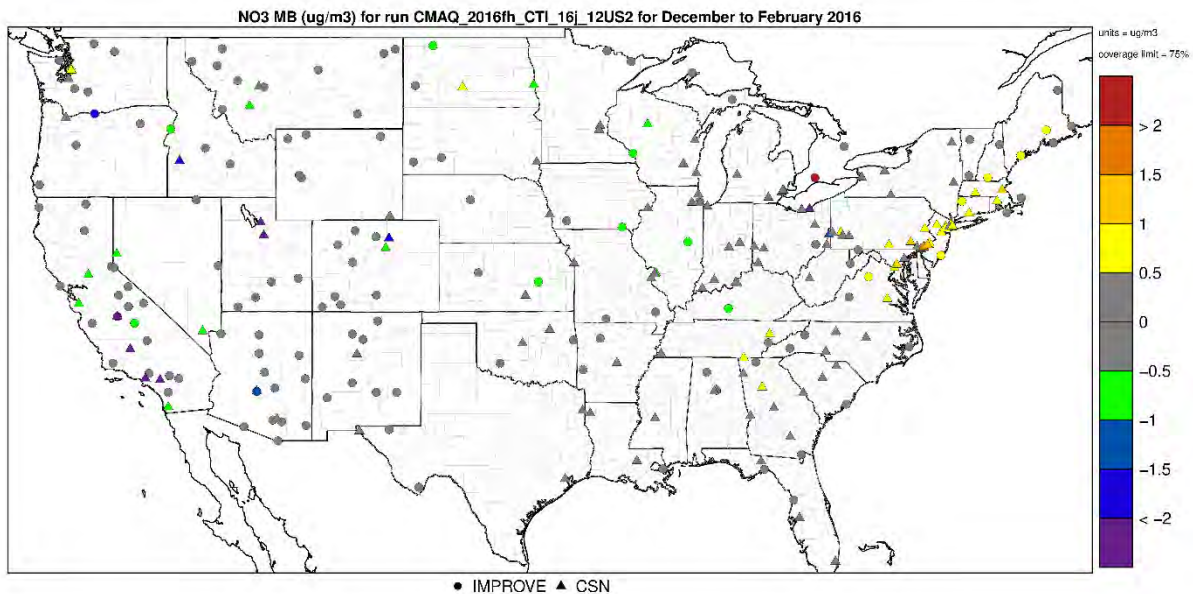 NO3 MB (ug/m3) for run CMAQ_2016fh_CTI_16j_12US2 for December to February 2016
units = ug/m3
coverage limit = 75%
> 2
1.5
1
0.5
0
−0.5
−1
−1.5
< −2
● IMPROVE ▲ CSN